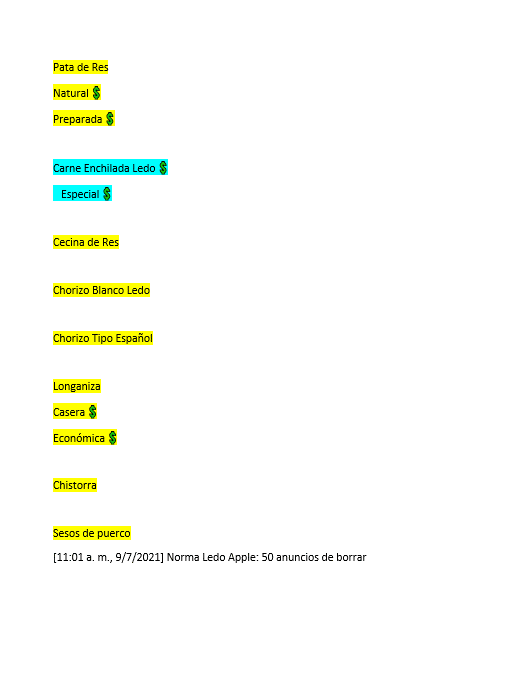 Pata de Res
Natural 💲
Preparada 💲
Carne Enchilada Ledo 💲
Especial 💲
Cecina de Res
Chorizo Blanco Ledo
Chorizo Tipo Español
Longaniza
Casera 💲
Económica 💲
Chistorra
Sesos de puerco
[11:01 a. m., 9/7/2021] Norma Ledo Apple: 50 anuncios de borrar